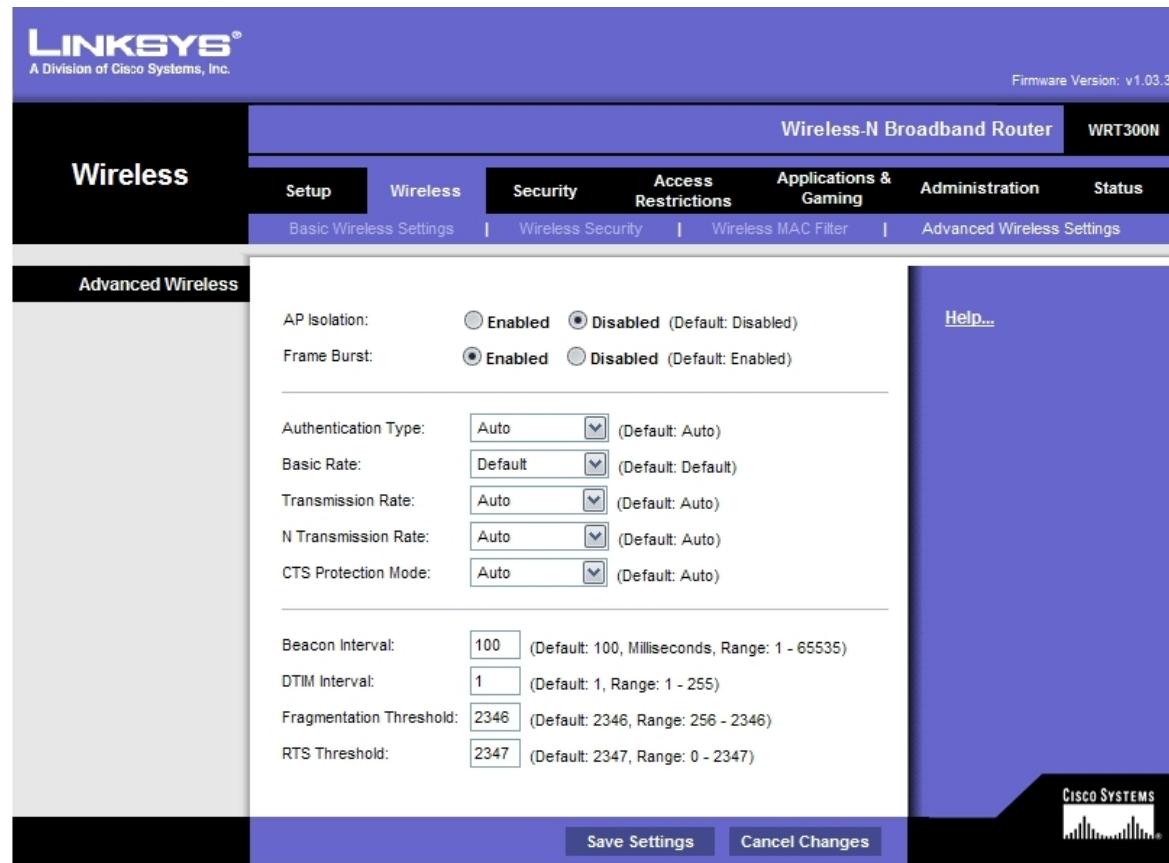 LINKSYS®
A Division of Cisco Systems, Inc.
Firmware Version: v1.03.3
Wireless-N Broadband Router WRT300N
Wireless
Setup Wireless Security Access Restrictions Applications & Gaming Administration Status
Basic Wireless Settings | Wireless Security | Wireless MAC Filter | Advanced Wireless Settings
Advanced Wireless
AP Isolation: Enabled Disabled (Default: Disabled)
Help...
Frame Burst: Enabled Disabled (Default: Enabled)
Authentication Type: Auto (Default: Auto)
Basic Rate: Default (Default: Default)
Transmission Rate: Auto (Default: Auto)
N Transmission Rate: Auto (Default: Auto)
CTS Protection Mode: Auto (Default: Auto)
Beacon Interval: 100 (Default: 100, Milliseconds, Range: 1 - 65535)
DTIM Interval: 1 (Default: 1, Range: 1 - 255)
Fragmentation Threshold: 2346 (Default: 2346, Range: 256 - 2346)
RTS Threshold: 2347 (Default: 2347, Range: 0 - 2347)
CISCO SYSTEMS
Save Settings Cancel Changes